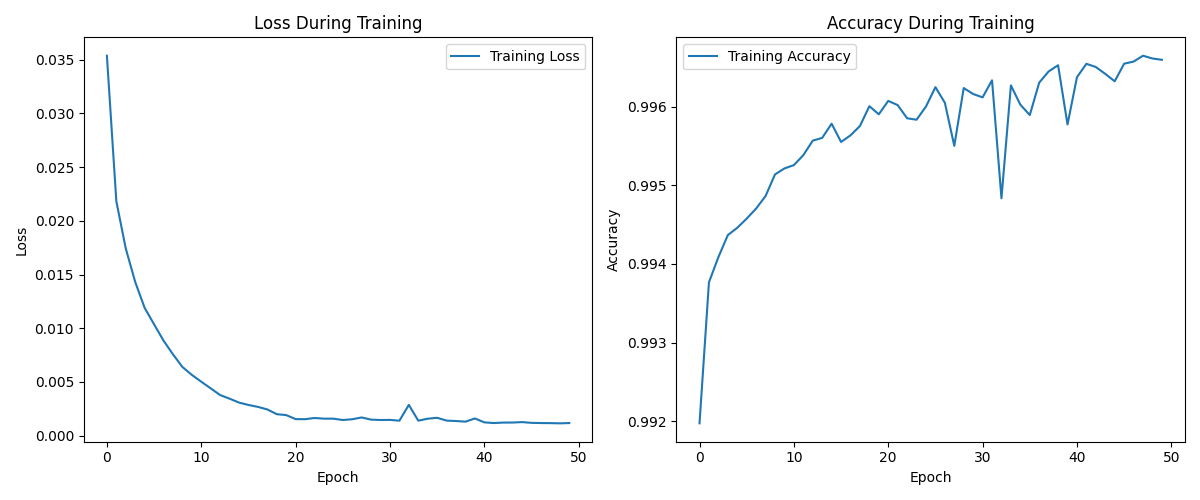 Loss During Training
Training Loss
0.035
0.030
0.025
0.020
0.015
0.010
0.005
0.000
Loss
0 10 20 30 40 50
Epoch
Accuracy During Training
Training Accuracy
0.996
0.995
0.994
0.993
0.992
Accuracy
0 10 20 30 40 50
Epoch